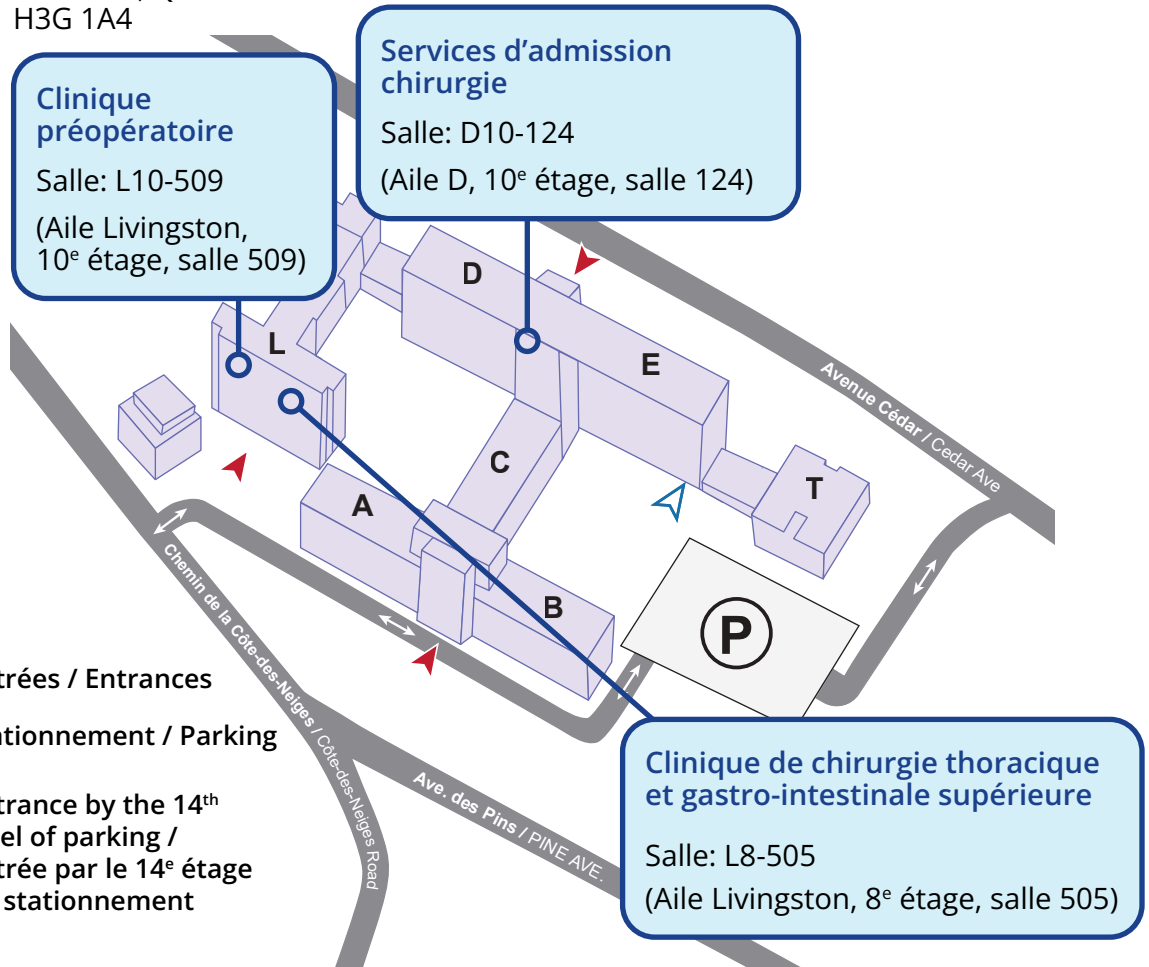 H3G 1A4
Services d’admission
chirurgie
Salle: D10-124
(Aile D, 10e étage, salle 124)
Clinique
préopératoire
Salle: L10-509
(Aile Livingston,
10e étage, salle 509)
D
L
E
Avenue Cédar / Cedar Ave
C
T
A
B
P
Chemin de la Côte-des-Neiges / Côte-des-Neiges Road
trées / Entrances
ationnement / Parking
trance by the 14th
el of parking /
trée par le 14e étage
stationnement
Ave. des Pins / PINE AVE.
Clinique de chirurgie thoracique
et gastro-intestinale supérieure
Salle: L8-505
(Aile Livingston, 8e étage, salle 505)